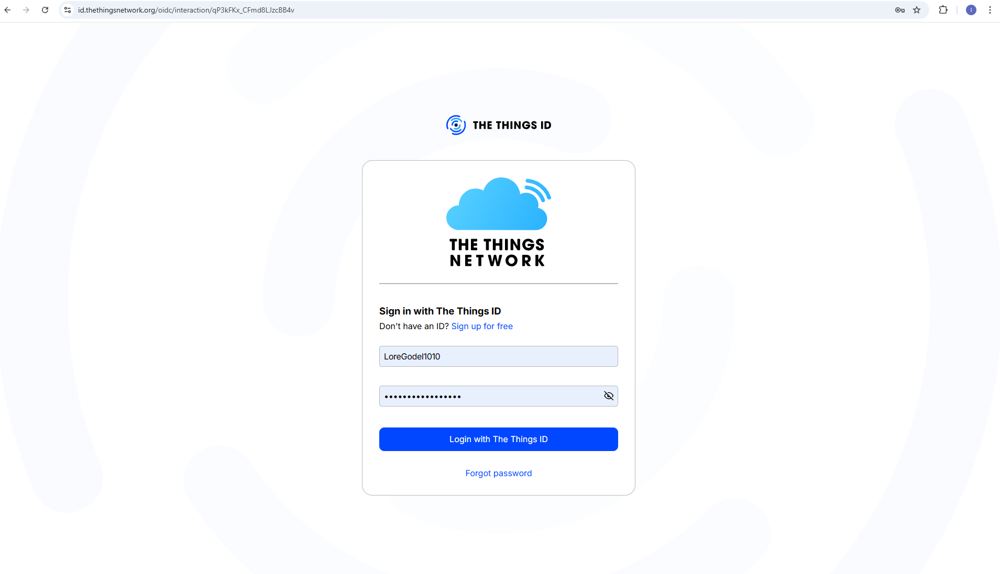 id.thethingsnetwork.org/oidc/interaction/qP3kFKx_CFmd8LJzcBB4v
I
THE THINGS ID
THE THINGS
NETWORK
Sign in with The Things ID
Don't have an ID? Sign up for free
LoreGodel1010
•••••••••••••••••
Login with The Things ID
Forgot password